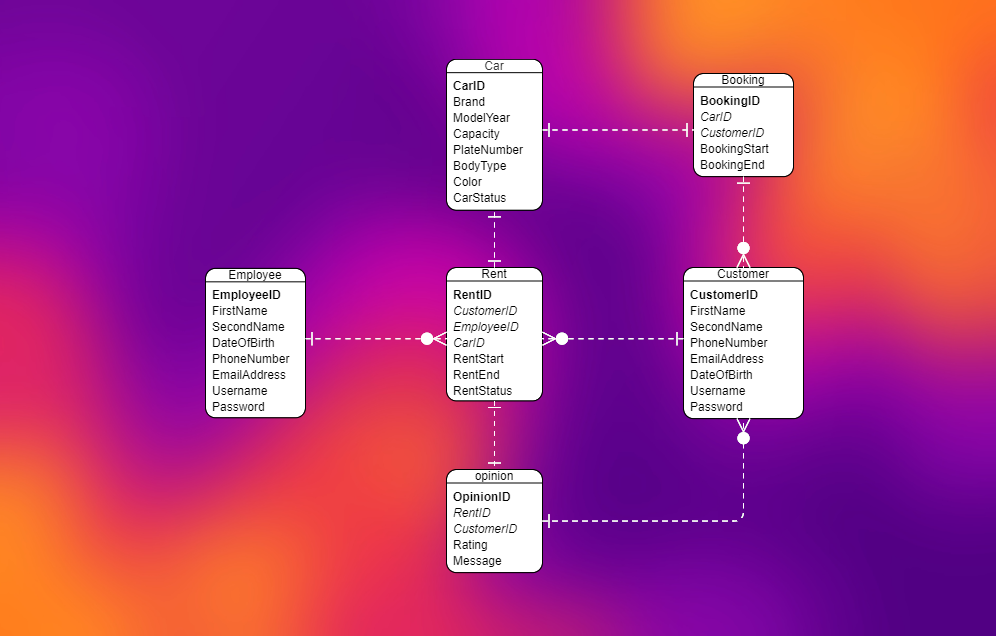 Car
CarID
Brand
ModelYear
Capacity
PlateNumber
BodyType
Color
CarStatus
Booking
BookingID
CarID
CustomerID
BookingStart
BookingEnd
Employee
EmployeeID
FirstName
SecondName
DateOfBirth
PhoneNumber
EmailAddress
Username
Password
Rent
RentID
CustomerID
EmployeeID
CarID
RentStart
RentEnd
RentStatus
Customer
CustomerID
FirstName
SecondName
PhoneNumber
EmailAddress
DateOfBirth
Username
Password
opinion
OpinionID
RentID
CustomerID
Rating
Message